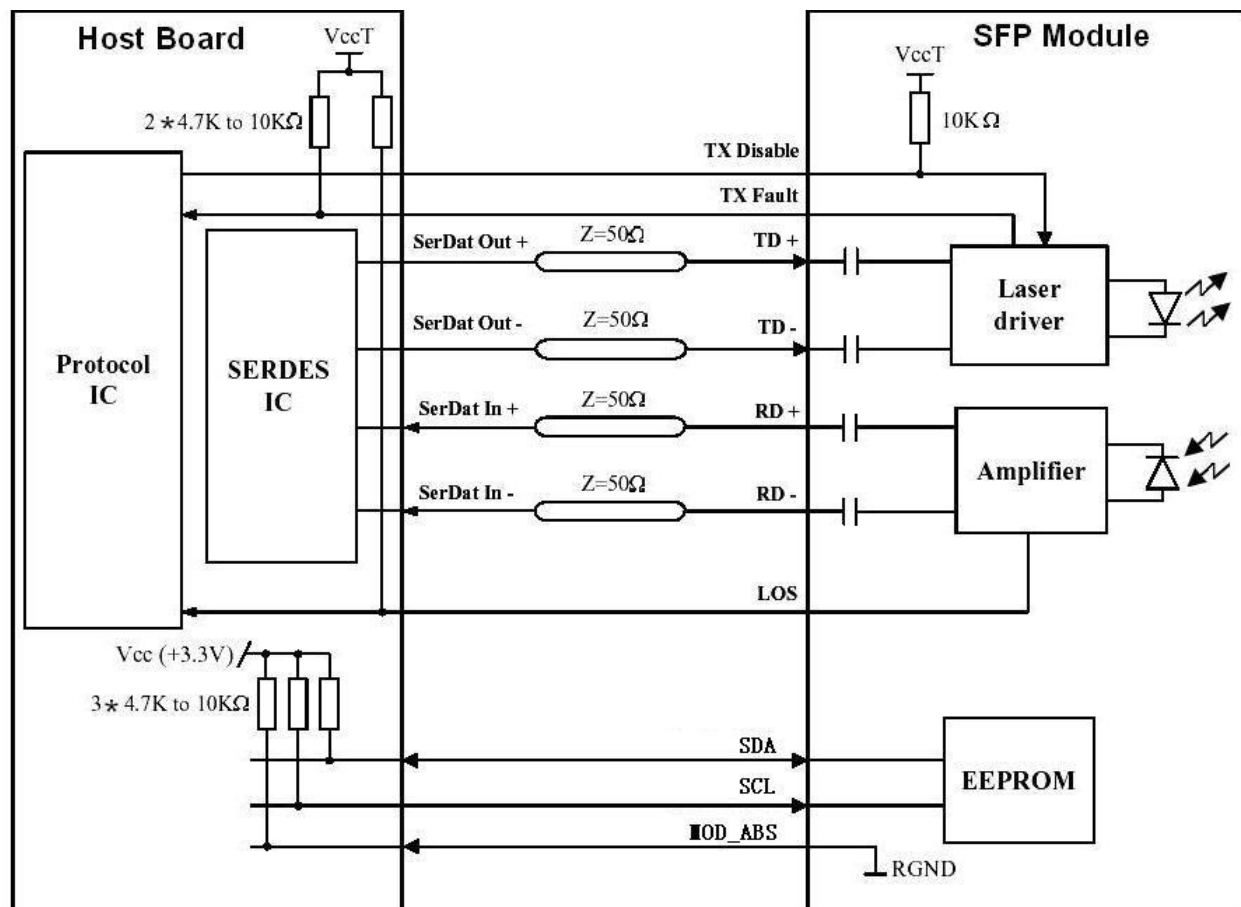 Host Board
SFP Module
VccT
VccT
2*4.7K to 10KΩ
10KΩ
TX Disable
TX Fault
SerDat Out +
Z=50Ω
TD +
SerDat Out -
Z=50Ω
TD -
Laser
driver
Protocol
IC
SERDES
IC
SerDat In +
Z=50Ω
RD +
SerDat In -
Z=50Ω
RD -
Amplifier
LOS
Vcc (+3.3V)
3* 4.7K to 10KΩ
SDA
SCL
MOD_ABS
EEPROM
RGND